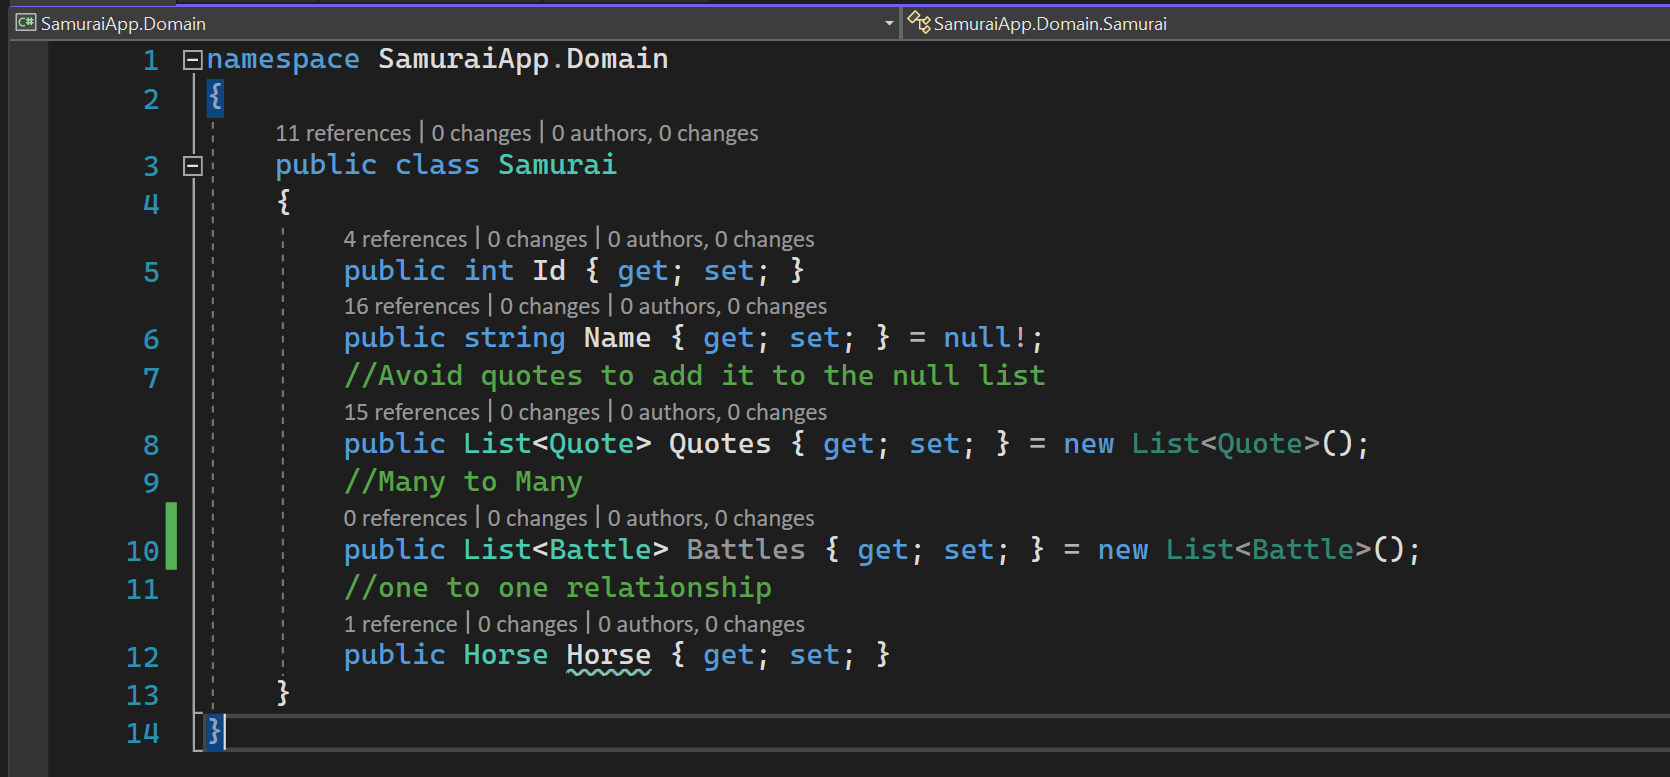 C# SamuraiApp.Domain
SamuraiApp.Domain.Samurai
1 namespace SamuraiApp.Domain
2 {
11 references | 0 changes | 0 authors, 0 changes
3 public class Samurai
4 {
4 references | 0 changes | 0 authors, 0 changes
5 public int Id { get; set; }
16 references | 0 changes | 0 authors, 0 changes
6 public string Name { get; set; } = null!;
7 //Avoid quotes to add it to the null list
15 references | 0 changes | 0 authors, 0 changes
8 public List<Quote> Quotes { get; set; } = new List<Quote>();
9 //Many to Many
0 references | 0 changes | 0 authors, 0 changes
10 public List<Battle> Battles { get; set; } = new List<Battle>();
11 //one to one relationship
1 reference | 0 changes | 0 authors, 0 changes
12 public Horse Horse { get; set; }
13 }
14 }